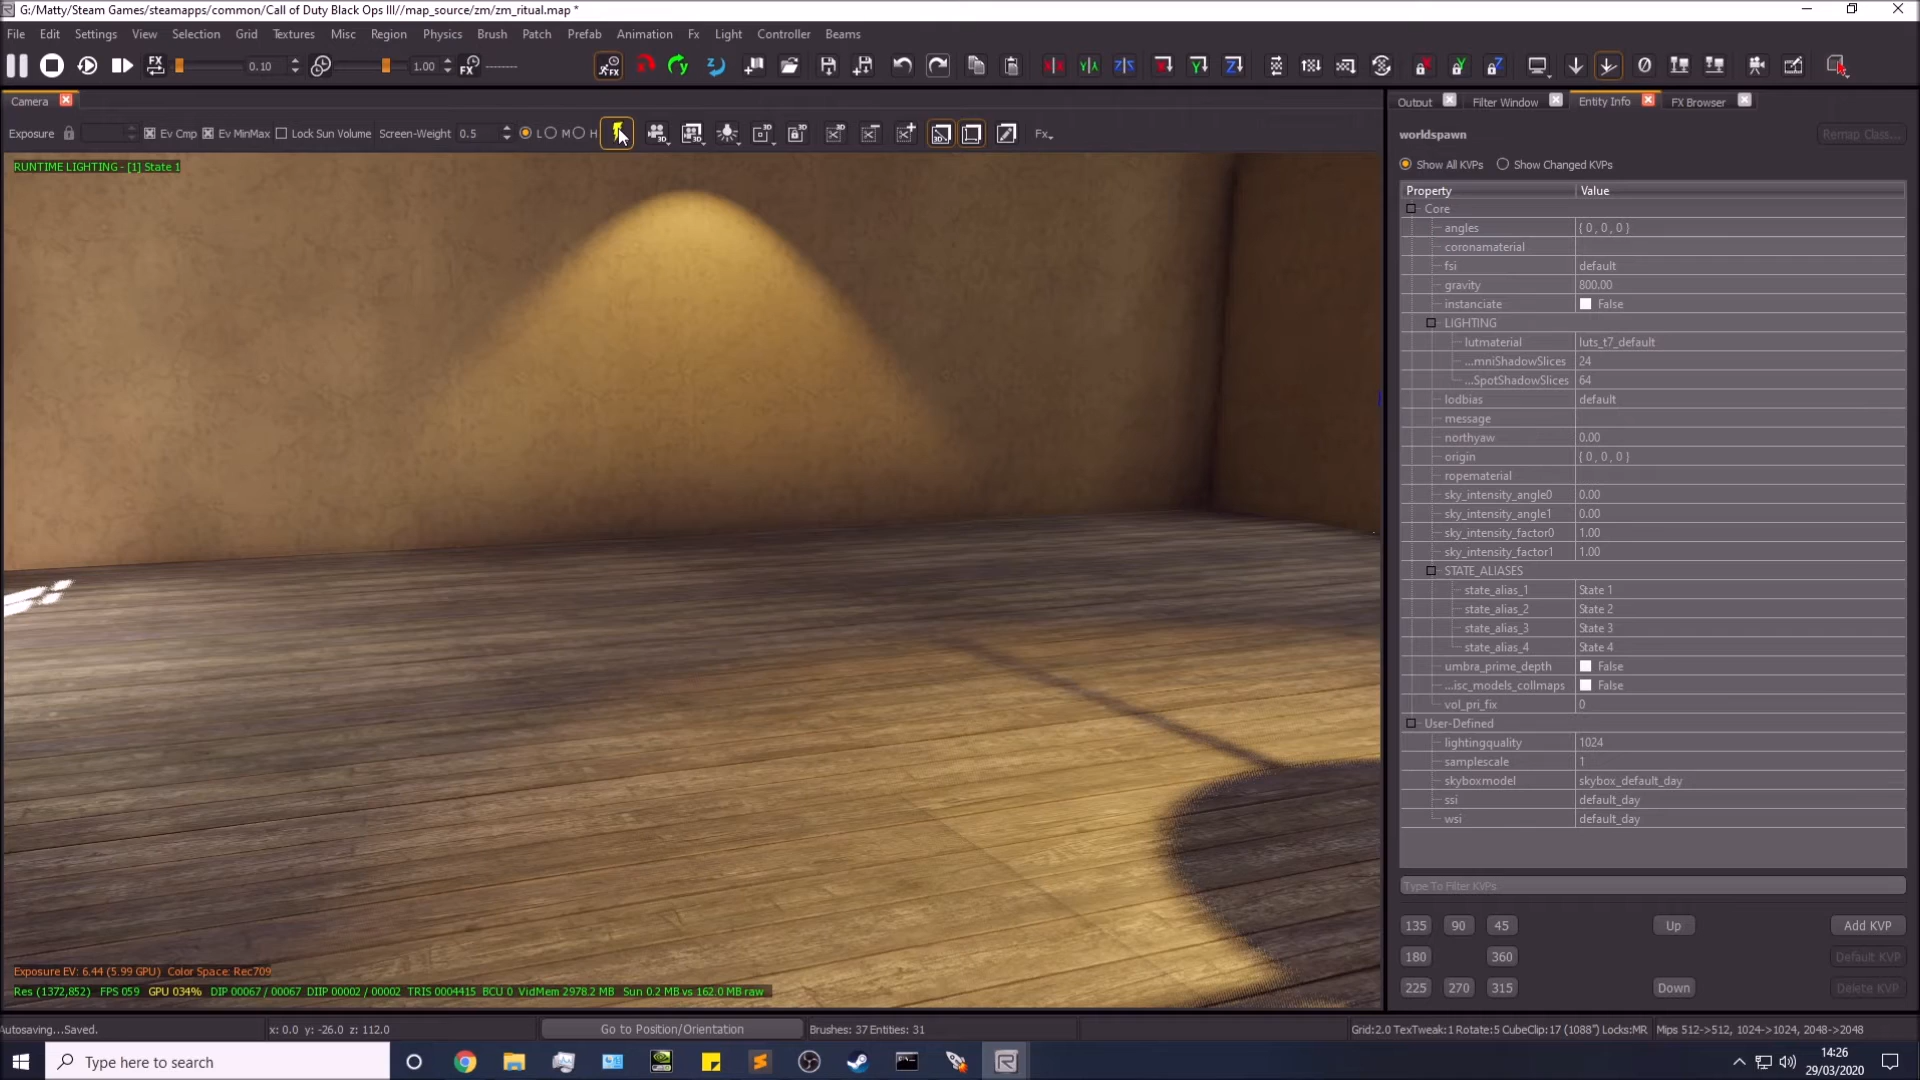 G:/Matty/Steam Games/steamapps/common/Call of Duty Black Ops III//map_source/zm/zm_ritual.map *
File Edit Settings View Selection Grid Textures Misc Region Physics Brush Patch Prefab Animation Fx Light Controller Beams
FX 0.10 1.00 FX
Camera
Output Filter Window Entity Info FX Browser
Exposure Ev Cmp Ev MinMax Lock Sun Volume Screen-Weight 0.5 L M H Fx
RUNTIME LIGHTING - [1] State 1
worldspawn Remap Class...
Show All KVPs Show Changed KVPs
Property Value
Core
angles { 0 , 0 , 0 }
coronamaterial
fsi default
gravity 800.00
instanciate False
LIGHTING
lutmaterial luts_t7_default
...mniShadowSlices 24
...SpotShadowSlices 64
lodbias default
message
northyaw 0.00
origin { 0 , 0 , 0 }
ropematerial
sky_intensity_angle0 0.00
sky_intensity_angle1 0.00
sky_intensity_factor0 1.00
sky_intensity_factor1 1.00
STATE_ALIASES
state_alias_1 State 1
state_alias_2 State 2
state_alias_3 State 3
state_alias_4 State 4
umbra_prime_depth False
...isc_models_collmaps False
vol_pri_fix 0
User-Defined
lightingquality 1024
samplescale 1
skyboxmodel skybox_default_day
ssi default_day
wsi default_day
Type To Filter KVPs
135 90 45 Up Add KVP
180 360 Default KVP
225 270 315 Down Delete KVP
Exposure EV: 6.44 (5.99 GPU) Color Space: Rec709
Res (1372,852) FPS 059 GPU 034% DIP 00067 / 00067 DIIP 00002 / 00002 TRIS 0004415 BCU 0 VidMem 2978.2 MB Sun 0.2 MB vs 162.0 MB raw
Autosaving...Saved. x: 0.0 y: -26.0 z: 112.0 Go to Position/Orientation Brushes: 37 Entities: 31 Grid:2.0 TexTweak:1 Rotate:5 CubeClip:17 (1088") Locks:MR Mips 512->512, 1024->1024, 2048->2048
Type here to search
14:26
29/03/2020